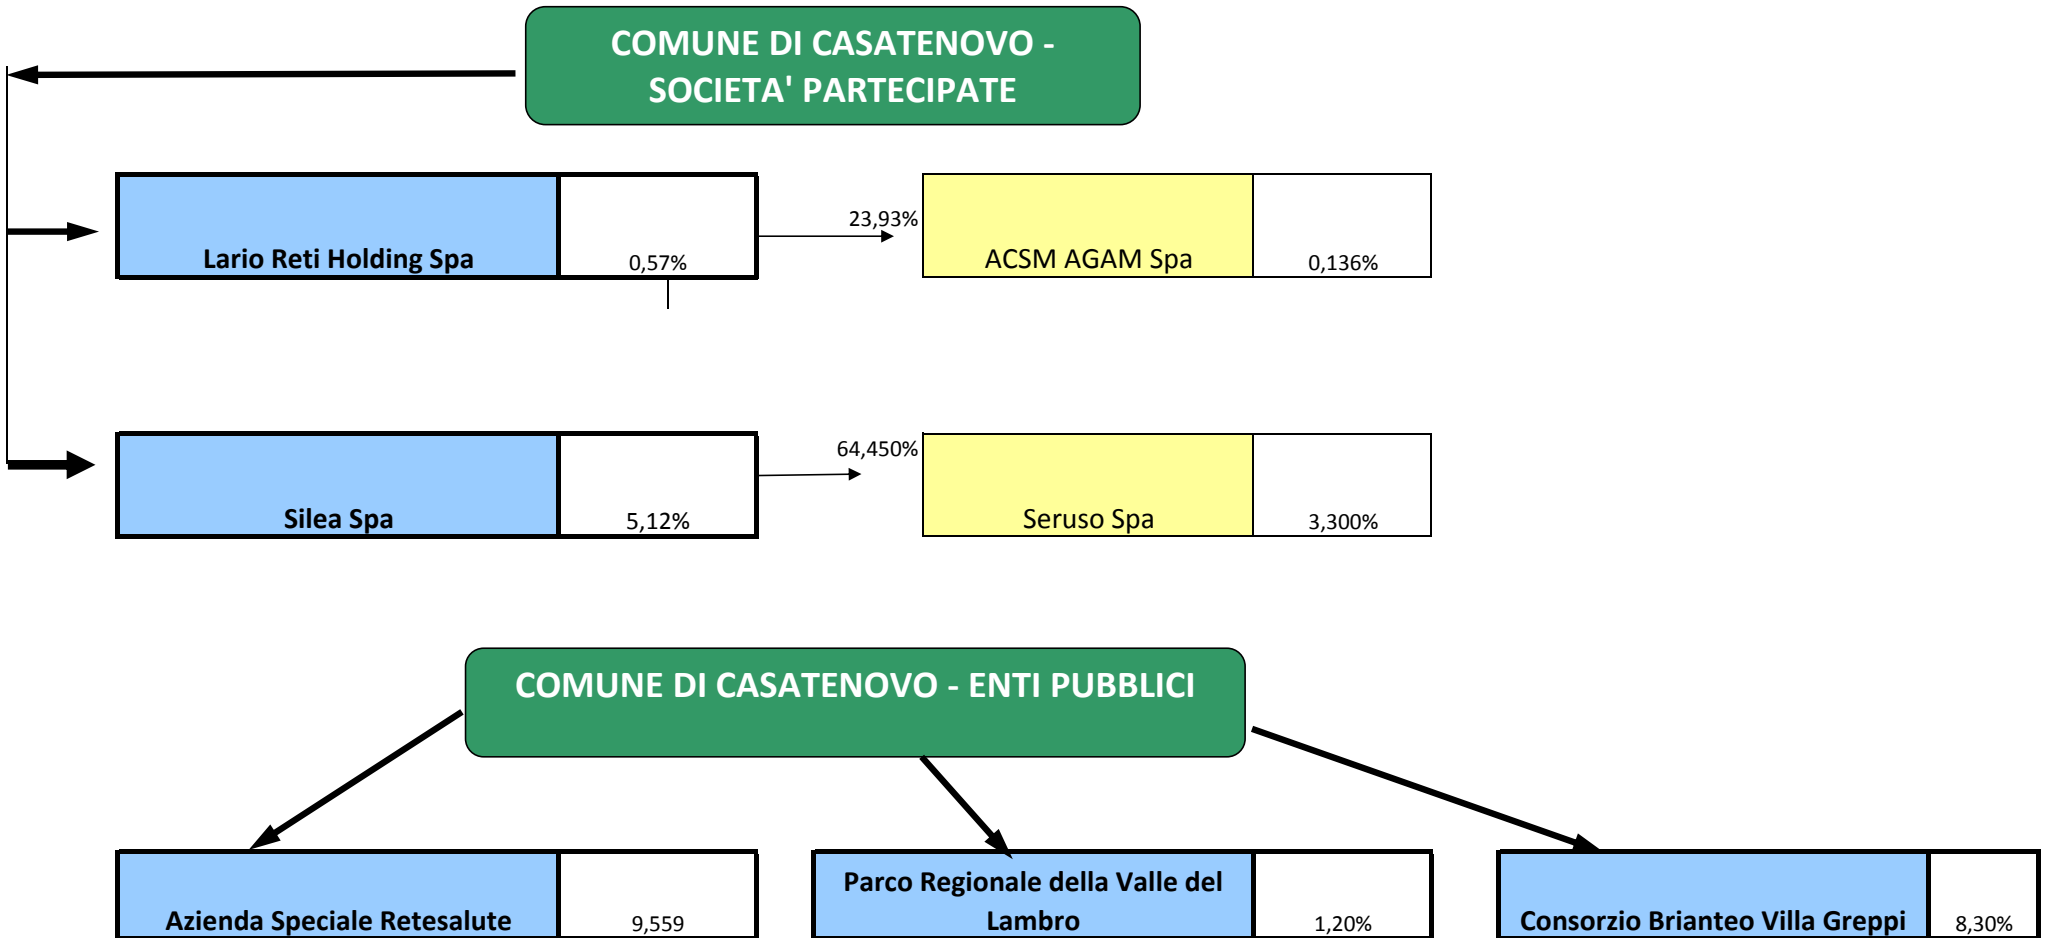 COMUNE DI CASATENOVO -
SOCIETA' PARTECIPATE
23,93%
Lario Reti Holding Spa 0,57% ACSM AGAM Spa 0,136%
64,450%
Silea Spa 5,12% Seruso Spa 3,300%
COMUNE DI CASATENOVO - ENTI PUBBLICI
Parco Regionale della Valle del
Azienda Speciale Retesalute 9,559 Lambro 1,20% Consorzio Brianteo Villa Greppi 8,30%